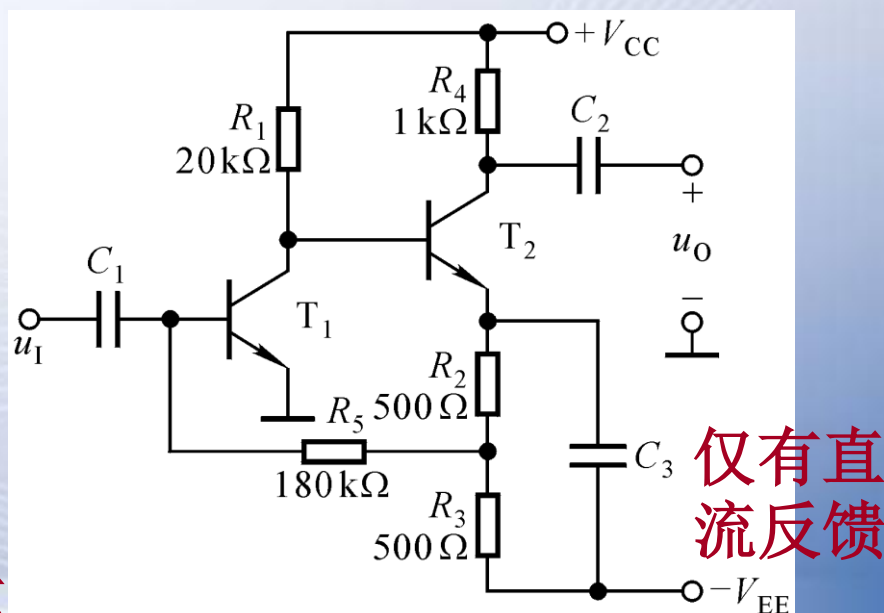 +V_CC
R_4
1 kΩ
C_2
R_1
20 kΩ
+
T_2
u_O
C_1
−
T_1
u_I
R_2
500 Ω
R_5
180 kΩ
C_3
仅有直
流反馈
R_3
500 Ω
−V_EE